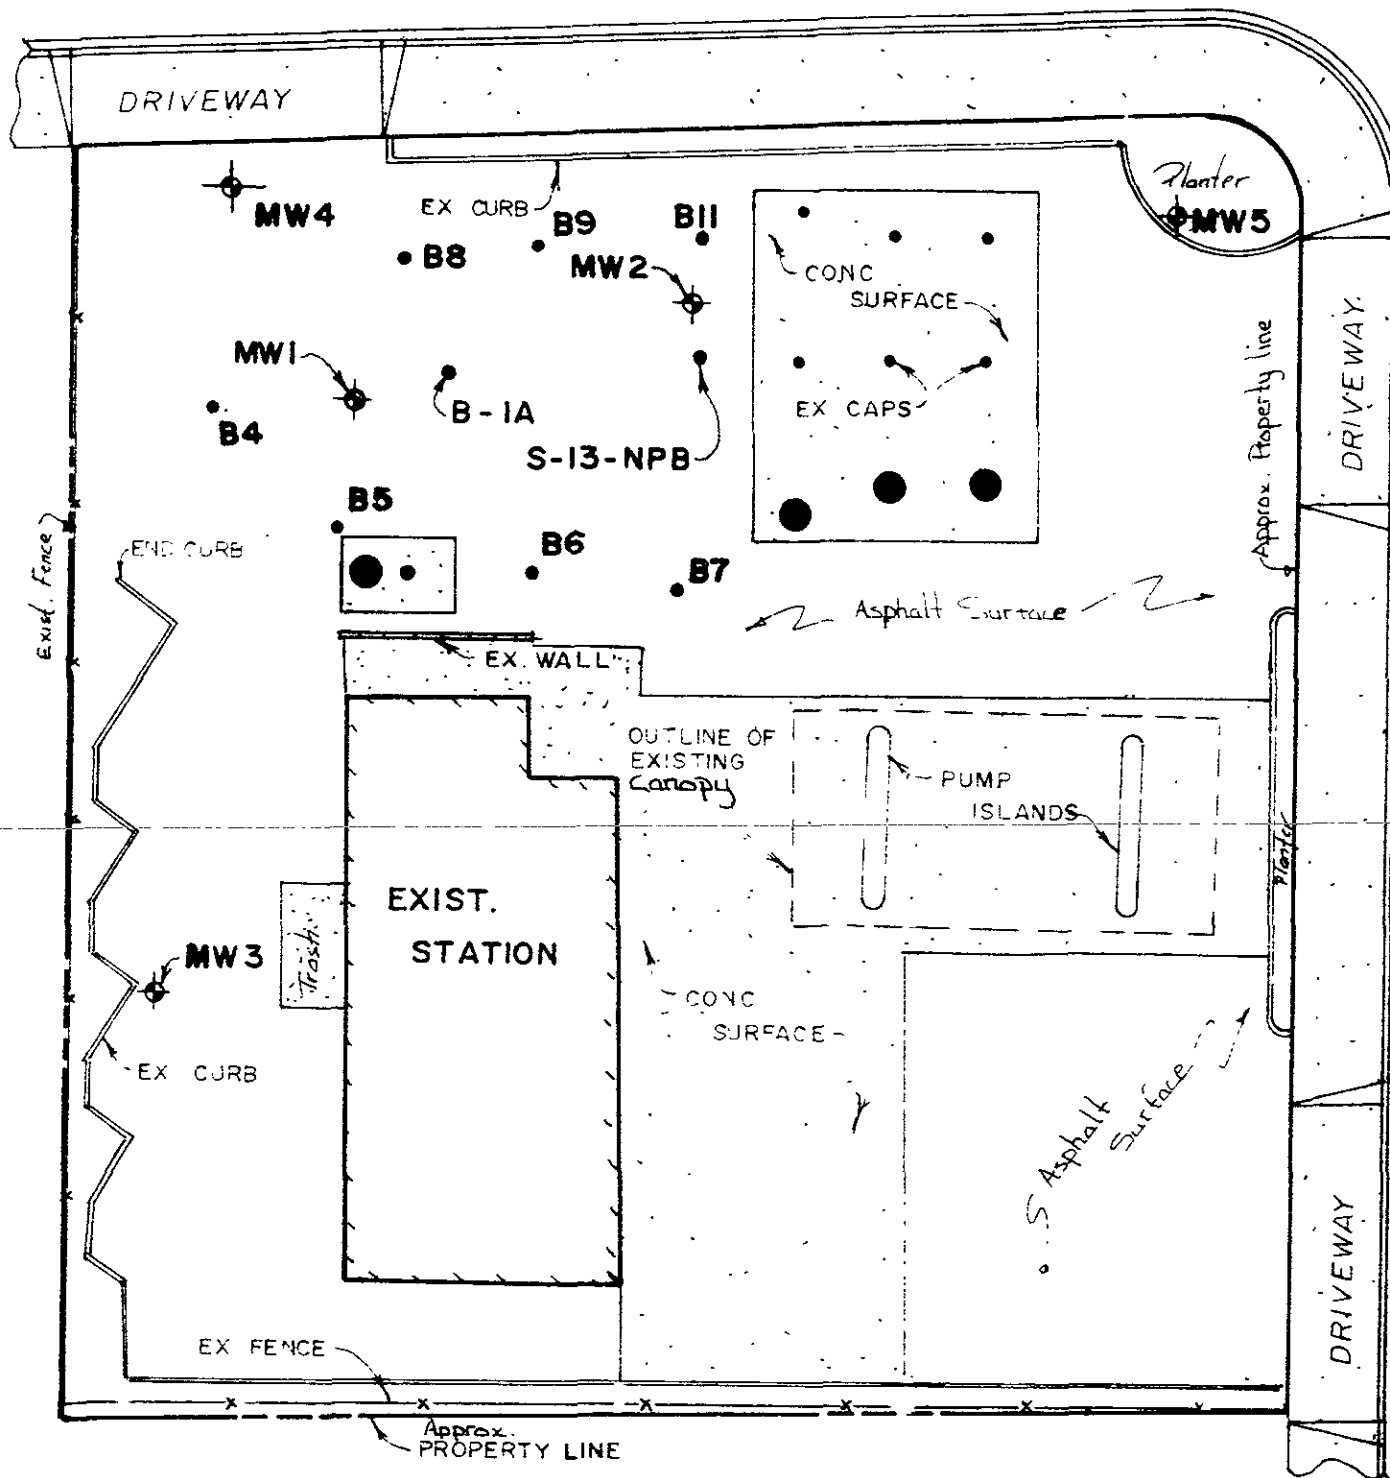 DRIVEWAY
MW4
EX CURB
B9
B11
Planter
MW5
B8
MW2
CONC
SURFACE
MW1
B-1A
B4
EX CAPS
S-13-NPB
Approx. Property line
DRIVEWAY
B5
END CURB
B6
B7
Exist. Fence
Asphalt Surface
EX. WALL
OUTLINE OF
EXISTING
Canopy
PUMP
ISLANDS
Planter
EXIST.
STATION
Trash
MW3
CONC
SURFACE
EX CURB
Asphalt
Surface
DRIVEWAY
EX FENCE
Approx.
PROPERTY LINE